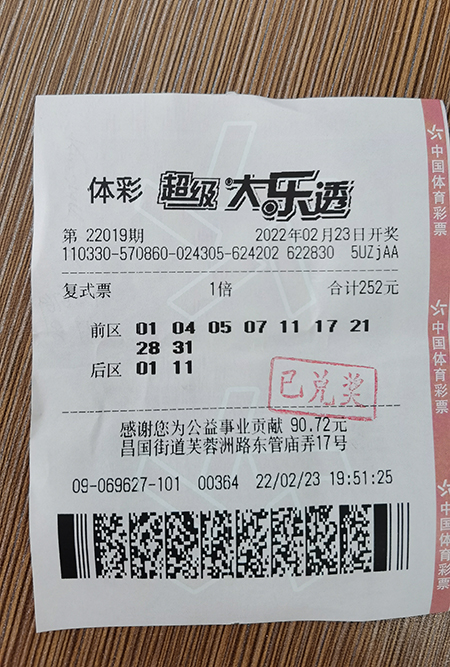 体彩 超级大乐透
第 22019期 2022年02月23日开奖
110330-570860-024305-624202 622830 5UZjAA
复式票 1倍 合计252元
前区 01 04 05 07 11 17 21
28 31
后区 01 11
已兑奖
感谢您为公益事业贡献 90.72元
昌国街道芙蓉洲路东管庙弄17号
09-069627-101 00364 22/02/23 19:51:25
中国体育彩票
中国体育彩票
中国体育彩票